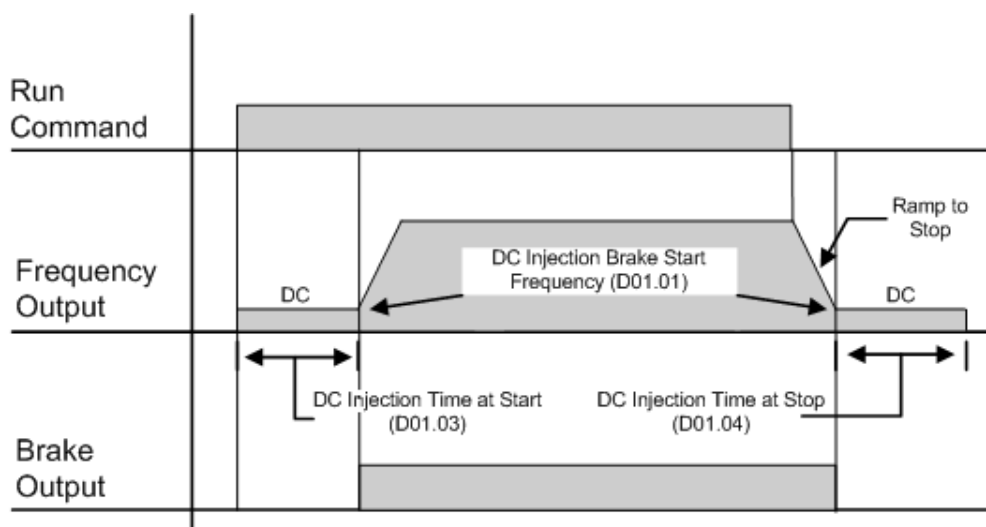 Run
Command
Ramp to
Stop
DC Injection Brake Start
Frequency (D01.01)
Frequency
Output
DC
DC
DC Injection Time at Start
(D01.03)
DC Injection Time at Stop
(D01.04)
Brake
Output